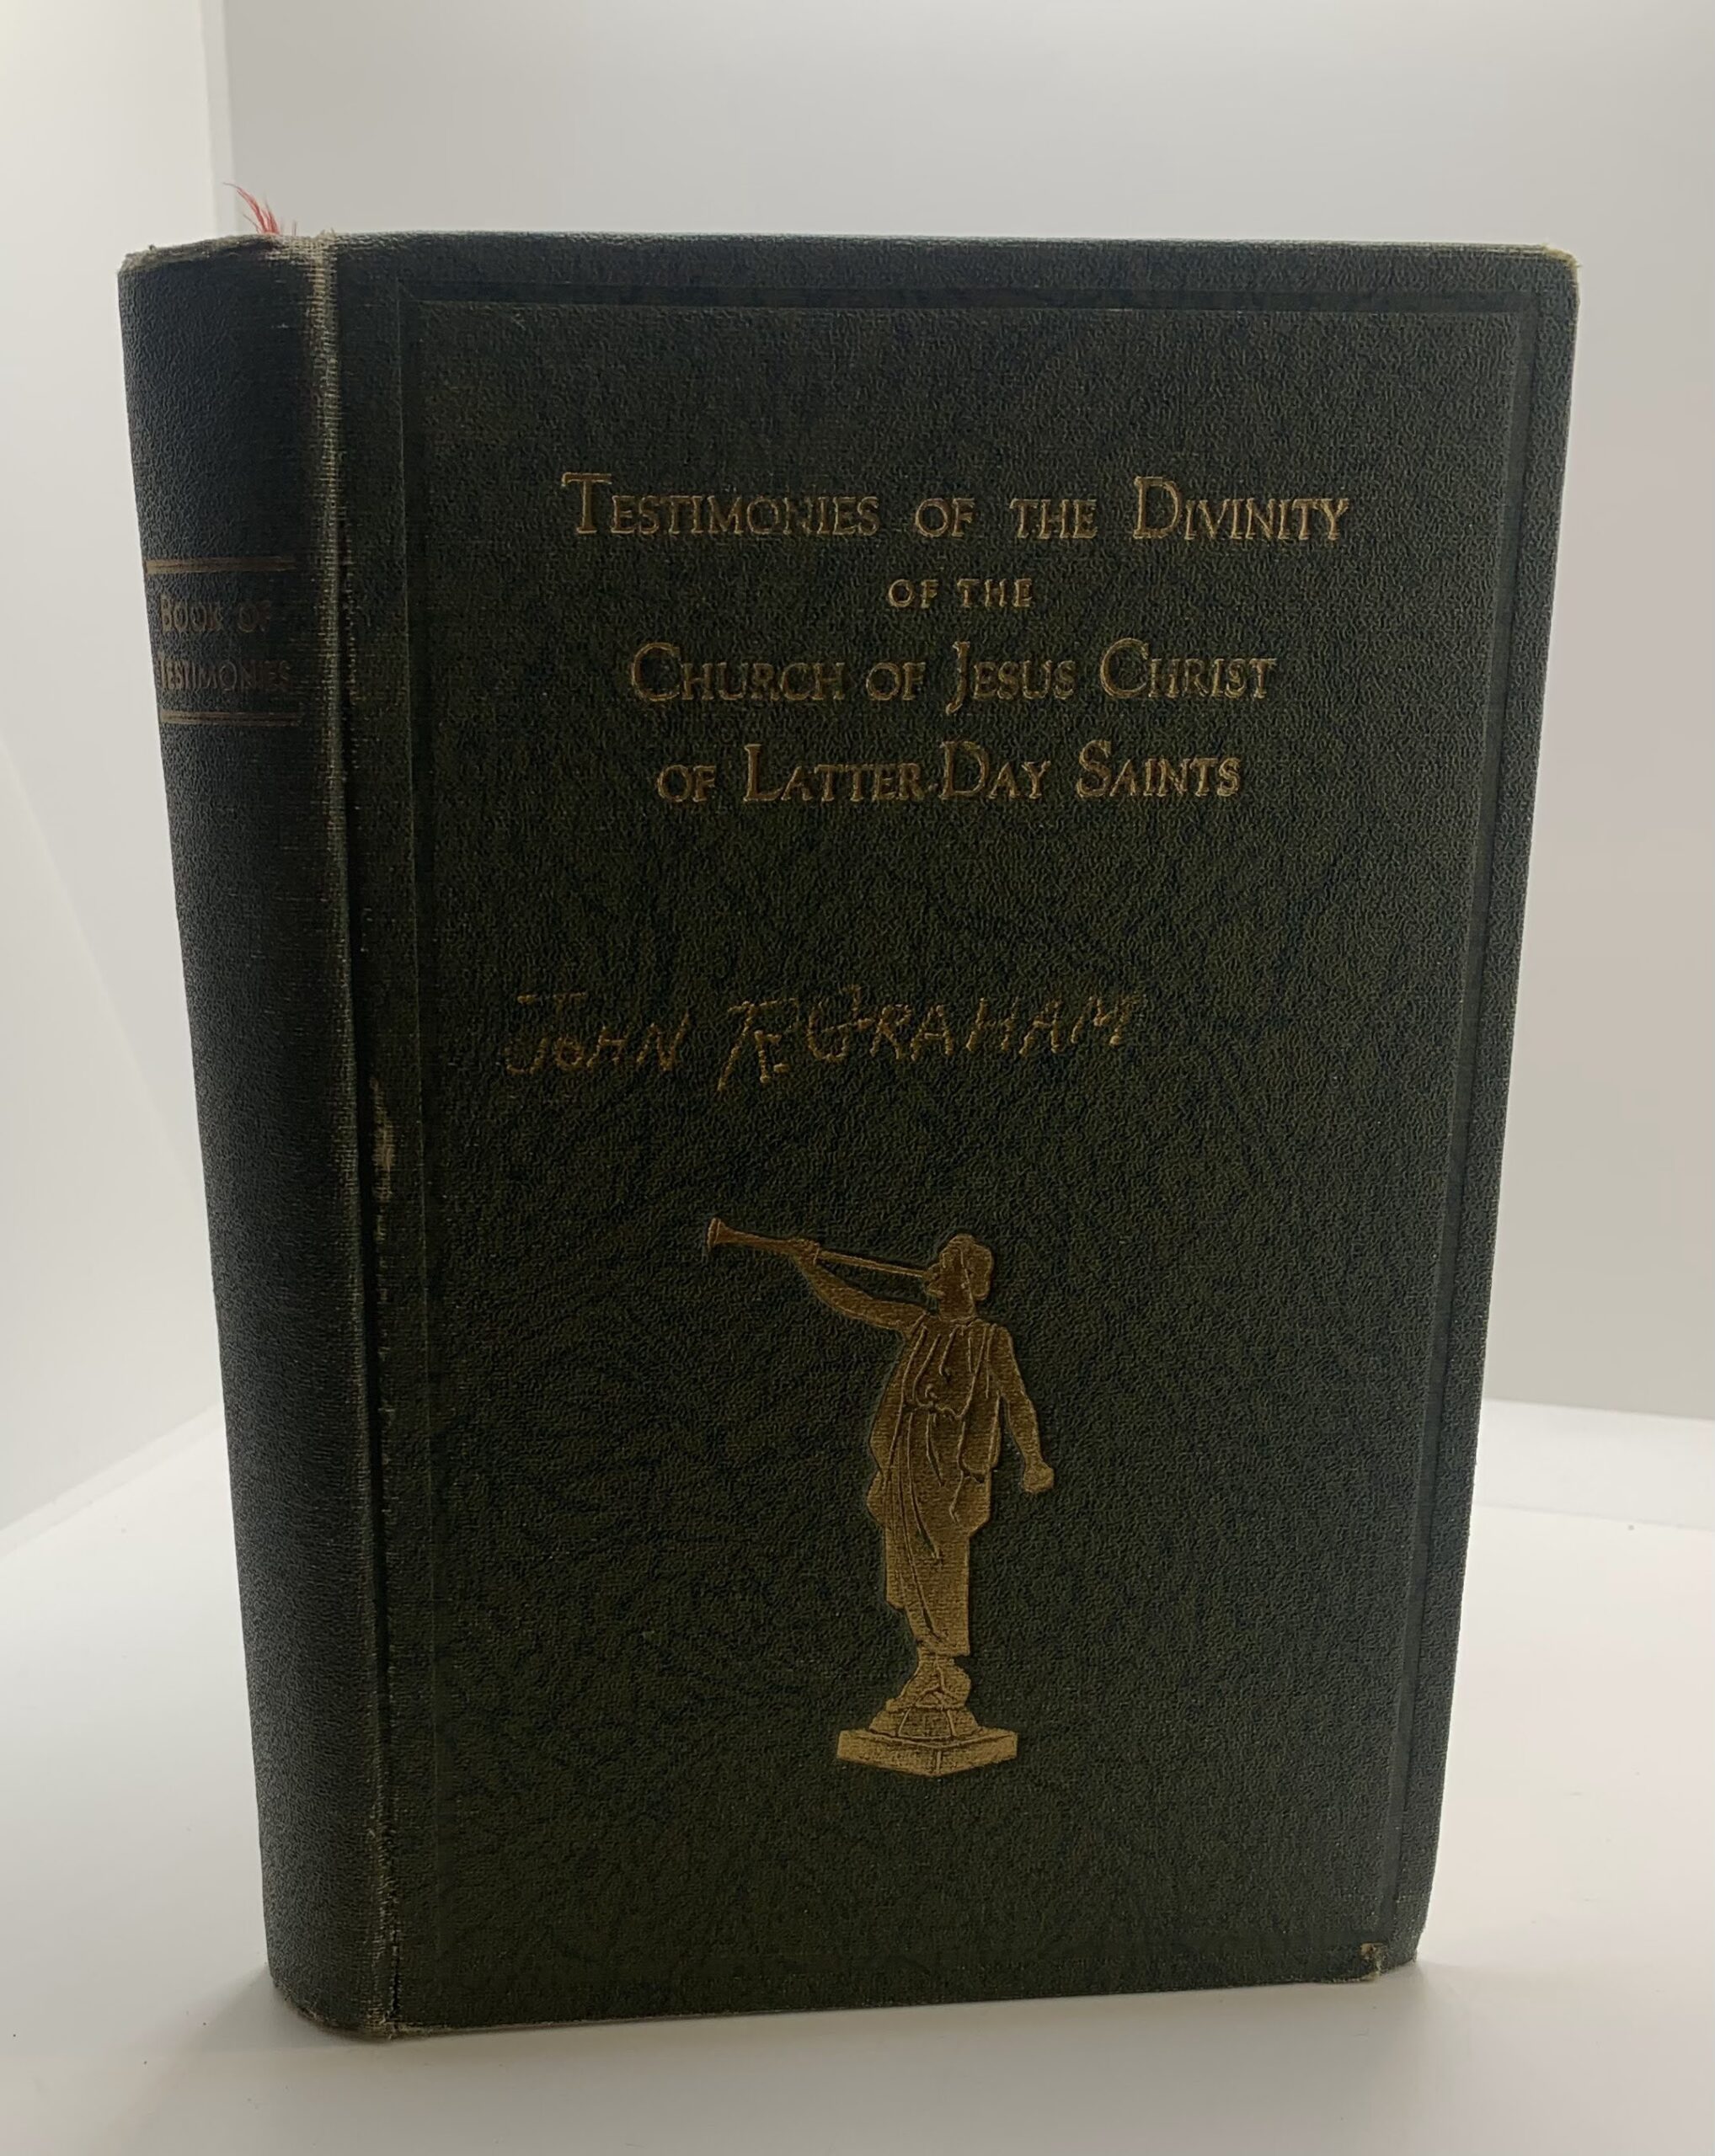 BOOK OF
TESTIMONIES
TESTIMONIES OF THE DIVINITY
OF THE
CHURCH OF JESUS CHRIST
OF LATTER-DAY SAINTS
JOHN GRAHAM